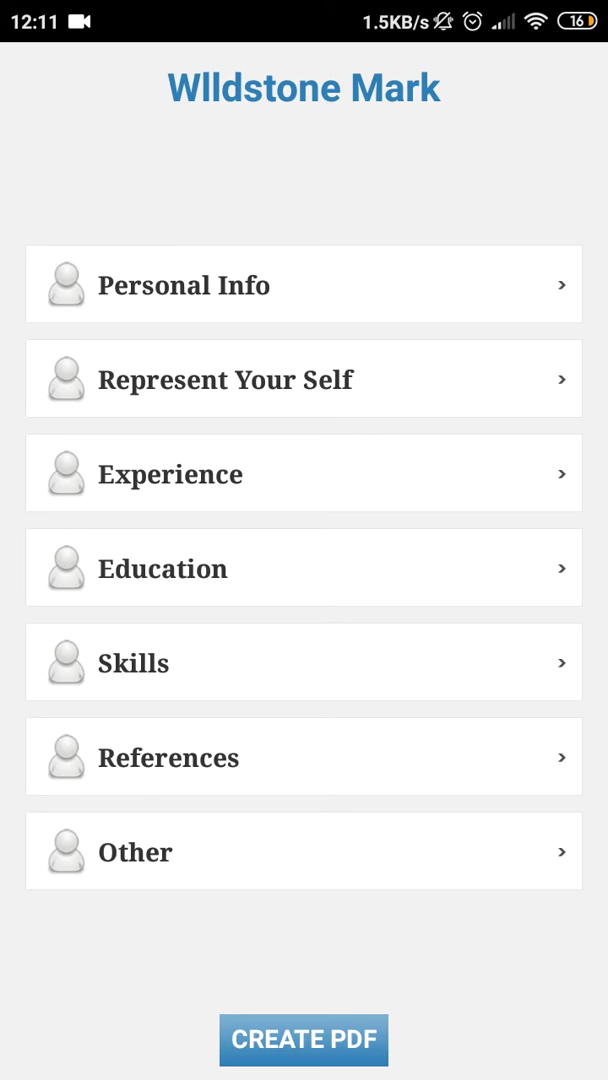 12:11 1.5KB/s 16
Wlldstone Mark
Personal Info
Represent Your Self
Experience
Education
Skills
References
Other
CREATE PDF